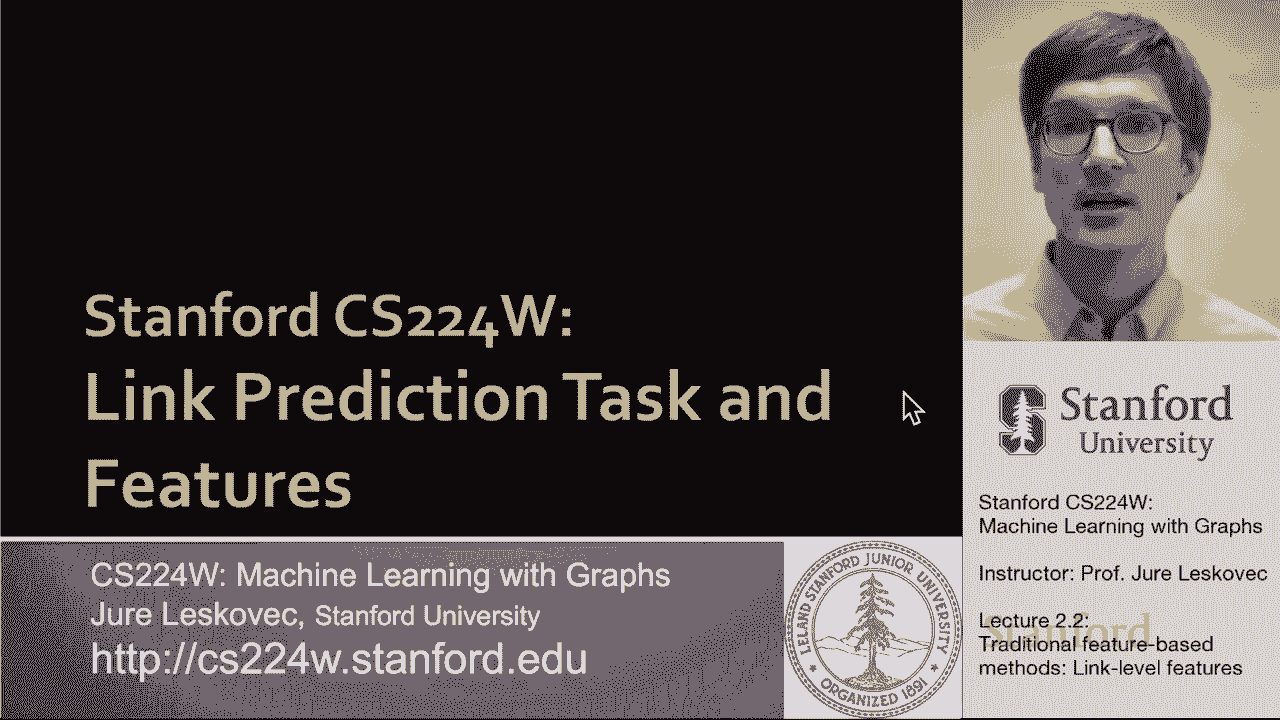 Stanford CS224W:
Link Prediction Task and
Features
CS224W: Machine Learning with Graphs
Jure Leskovec, Stanford University
http://cs224w.stanford.edu
LELAND STANFORD JUNIOR UNIVERSITY
ORGANIZED 1891
Stanford
University
Stanford CS224W:
Machine Learning with Graphs
Instructor: Prof. Jure Leskovec
Lecture 2.2:
Traditional feature-based
methods: Link-level features
Stanford